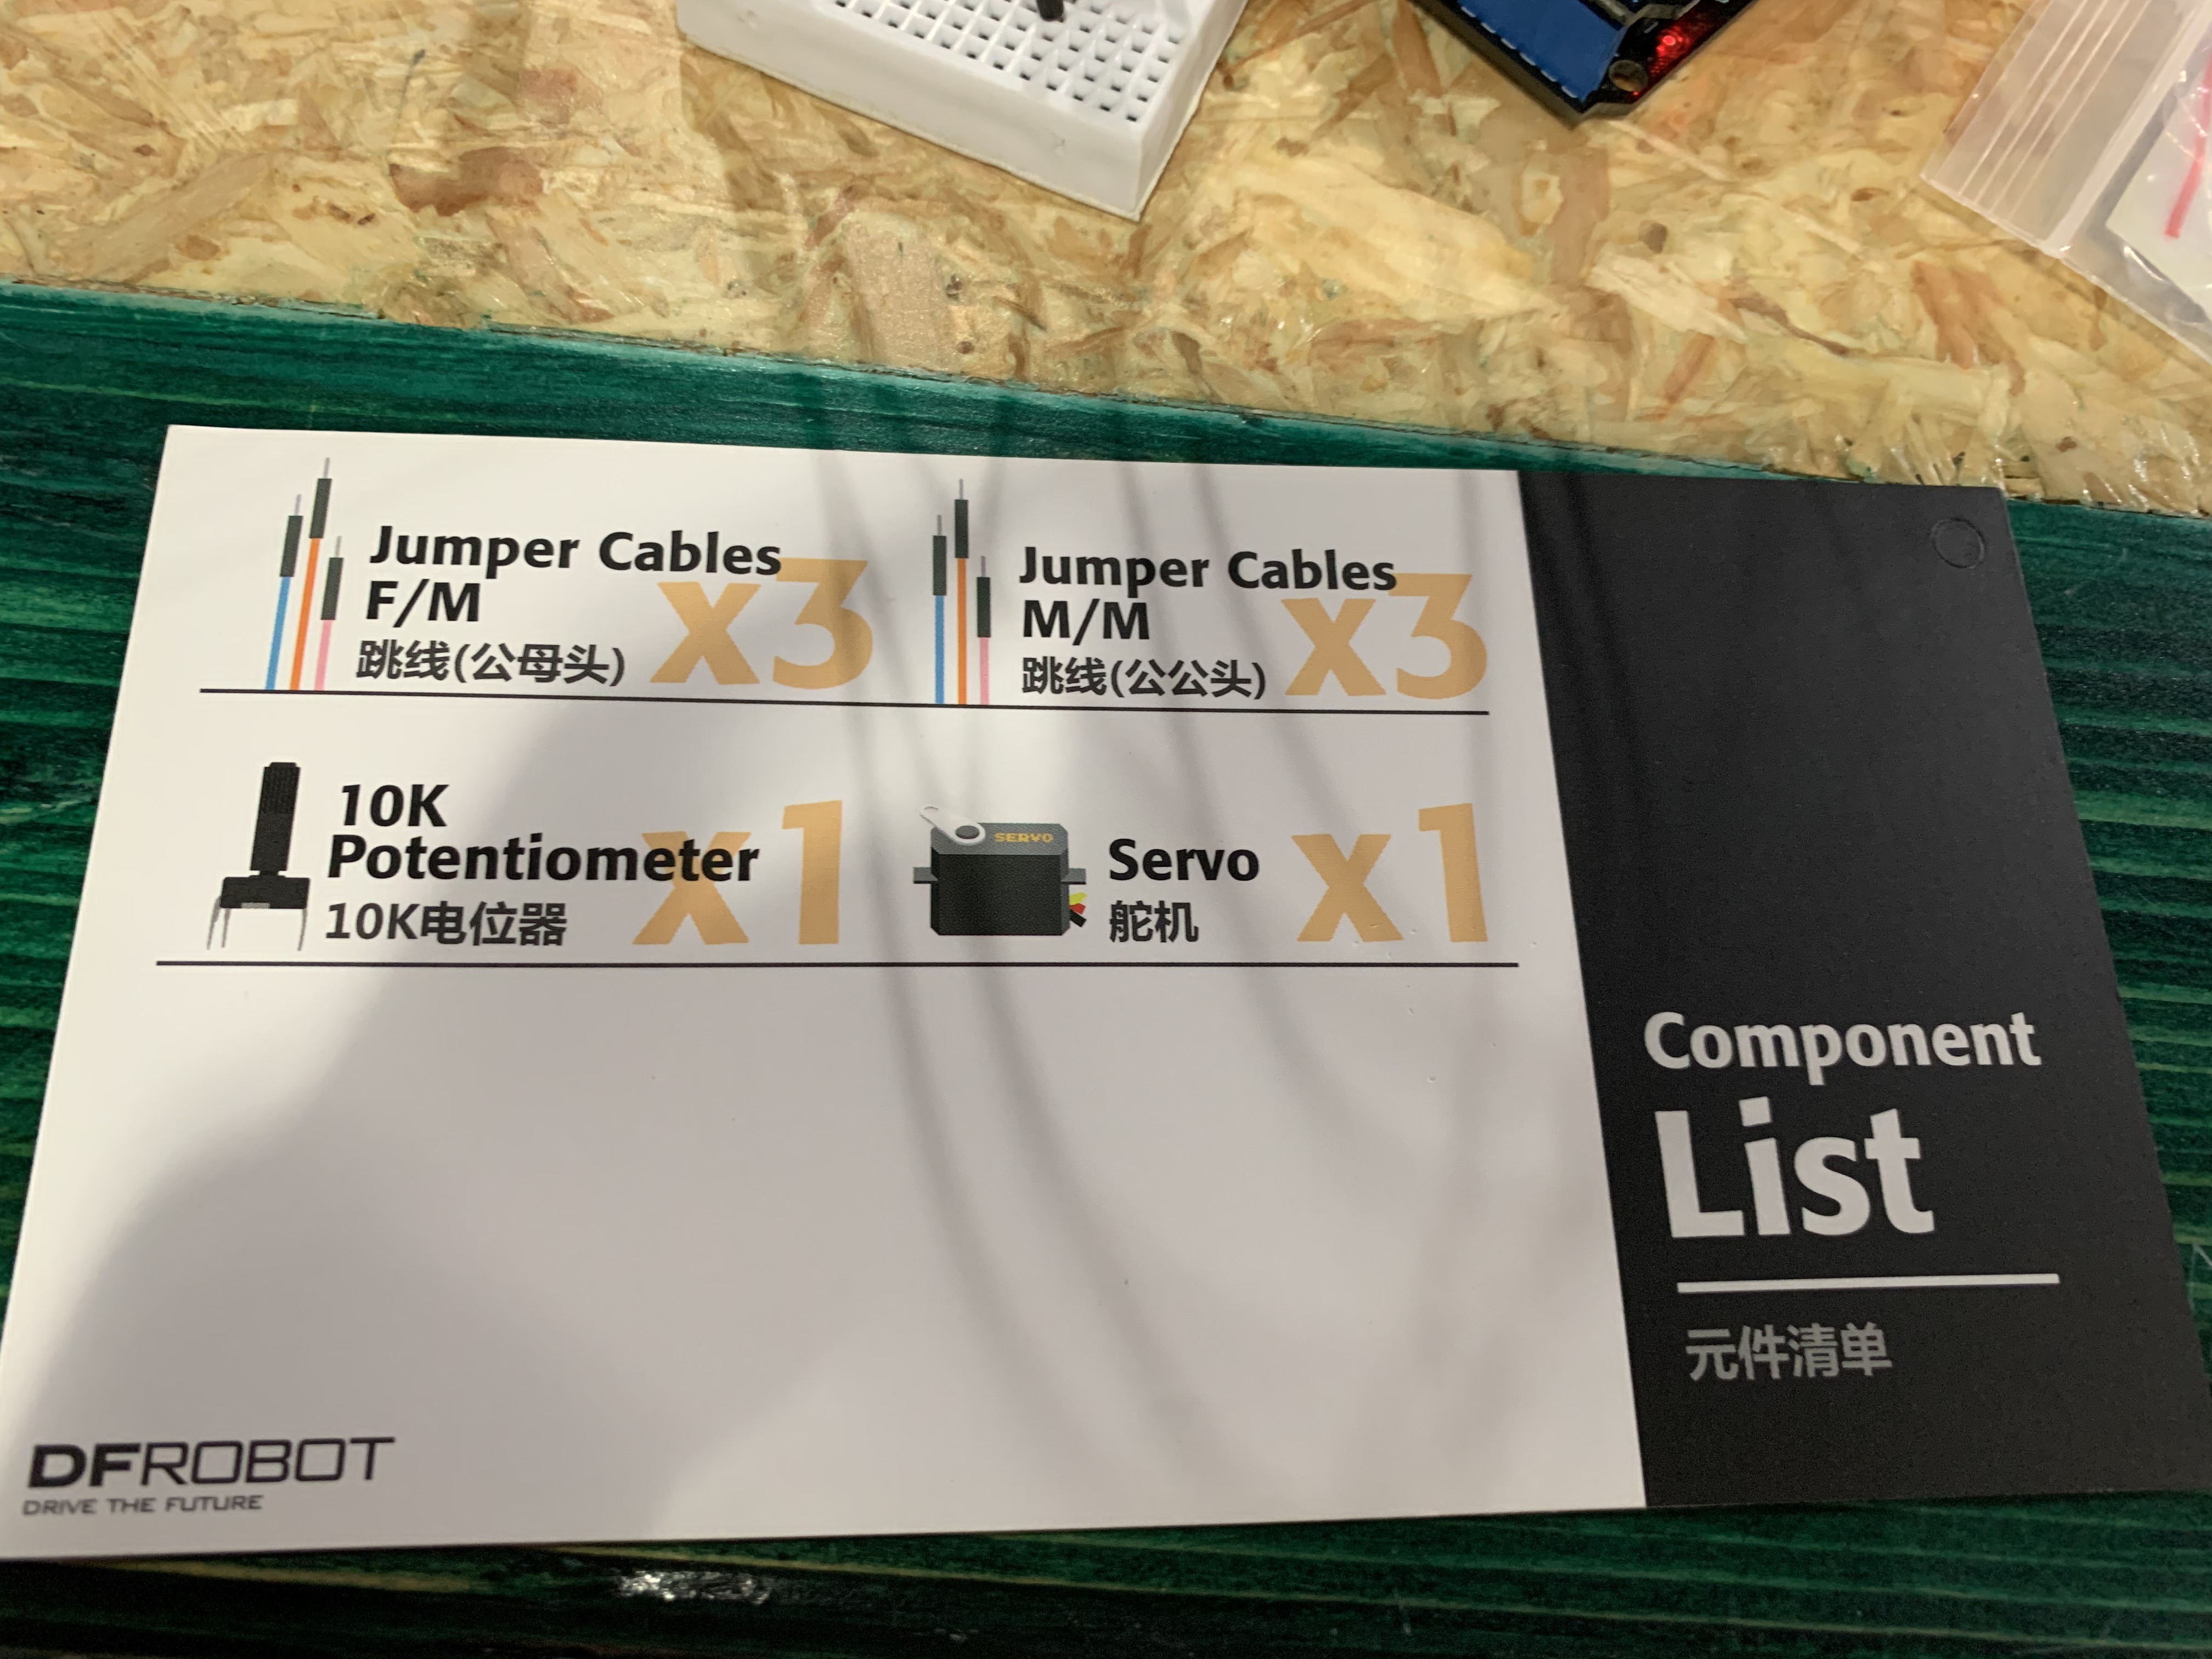 Jumper Cables
F/M
跳线(公母头)
X3
Jumper Cables
M/M
跳线(公公头)
X3
10K
Potentiometer
10K电位器
X1
SERVO
Servo
舵机
X1
Component
List
元件清单
DFROBOT
DRIVE THE FUTURE